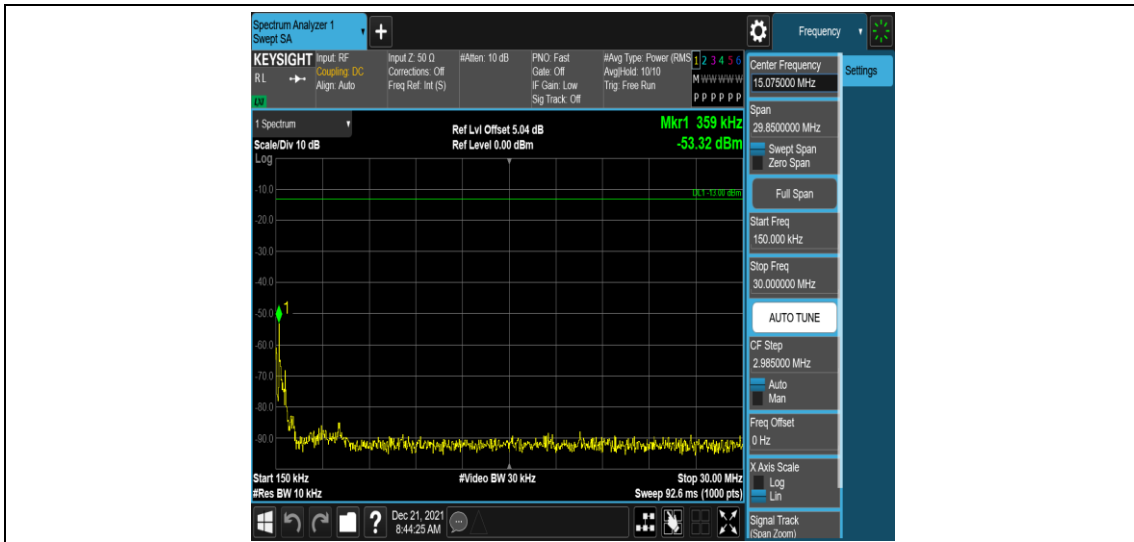 Spectrum Analyzer 1
Swept SA
+
Frequency
KEYSIGHT
RL
LXI
Input: RF
Coupling: DC
Align: Auto
Input Z: 50 Ω
Corrections: Off
Freq Ref: Int (S)
#Atten: 10 dB
PNO: Fast
Gate: Off
IF Gain: Low
Sig Track: Off
#Avg Type: Power (RMS
Avg|Hold: 10/10
Trig: Free Run
1 2 3 4 5 6
M W W W W W
P P P P P P
Center Frequency
15.075000 MHz
Settings
1 Spectrum
Scale/Div 10 dB
Log
Ref Lvl Offset 5.04 dB
Ref Level 0.00 dBm
Mkr1 359 kHz
-53.32 dBm
DL1 -13.00 dBm
-10.0
-20.0
-30.0
-40.0
-50.0
-60.0
-70.0
-80.0
-90.0
1
Start 150 kHz
#Res BW 10 kHz
#Video BW 30 kHz
Stop 30.00 MHz
Sweep 92.6 ms (1000 pts)
Span
29.8500000 MHz
Swept Span
Zero Span
Full Span
Start Freq
150.000 kHz
Stop Freq
30.000000 MHz
AUTO TUNE
CF Step
2.985000 MHz
Auto
Man
Freq Offset
0 Hz
X Axis Scale
Log
Lin
Signal Track
(Span Zoom)
?
Dec 21, 2021
8:44:25 AM